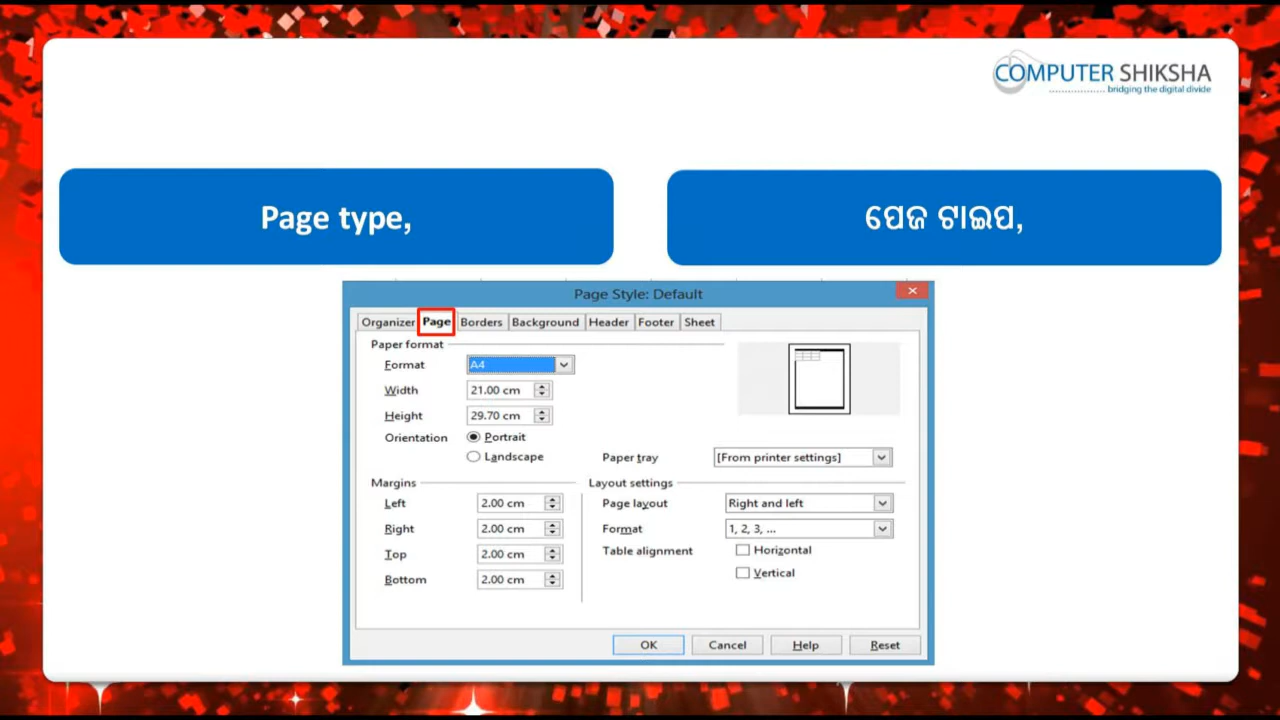 COMPUTER SHIKSHA
bridging the digital divide
Page type,
ପେଜ ଟାଇପ,
Page Style: Default
Organizer Page Borders Background Header Footer Sheet
Paper format
Format A4
Width 21.00 cm
Height 29.70 cm
Orientation Portrait
Landscape Paper tray [From printer settings]
Margins Layout settings
Left 2.00 cm Page layout Right and left
Right 2.00 cm Format 1, 2, 3, ...
Top 2.00 cm Table alignment Horizontal
Bottom 2.00 cm Vertical
OK Cancel Help Reset